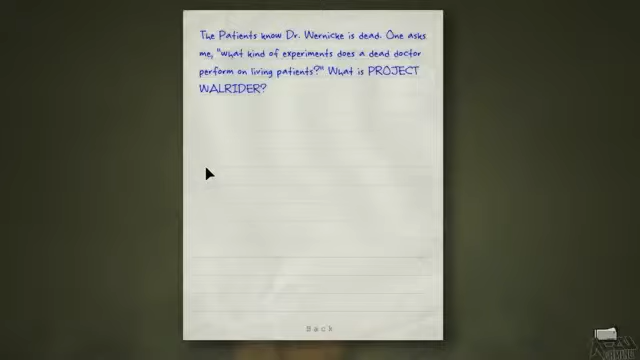 The Patients know Dr. Wernicke is dead. One asks
me, "what kind of experiments does a dead doctor
perform on living patients?" What is PROJECT
WALRIDER?
Back